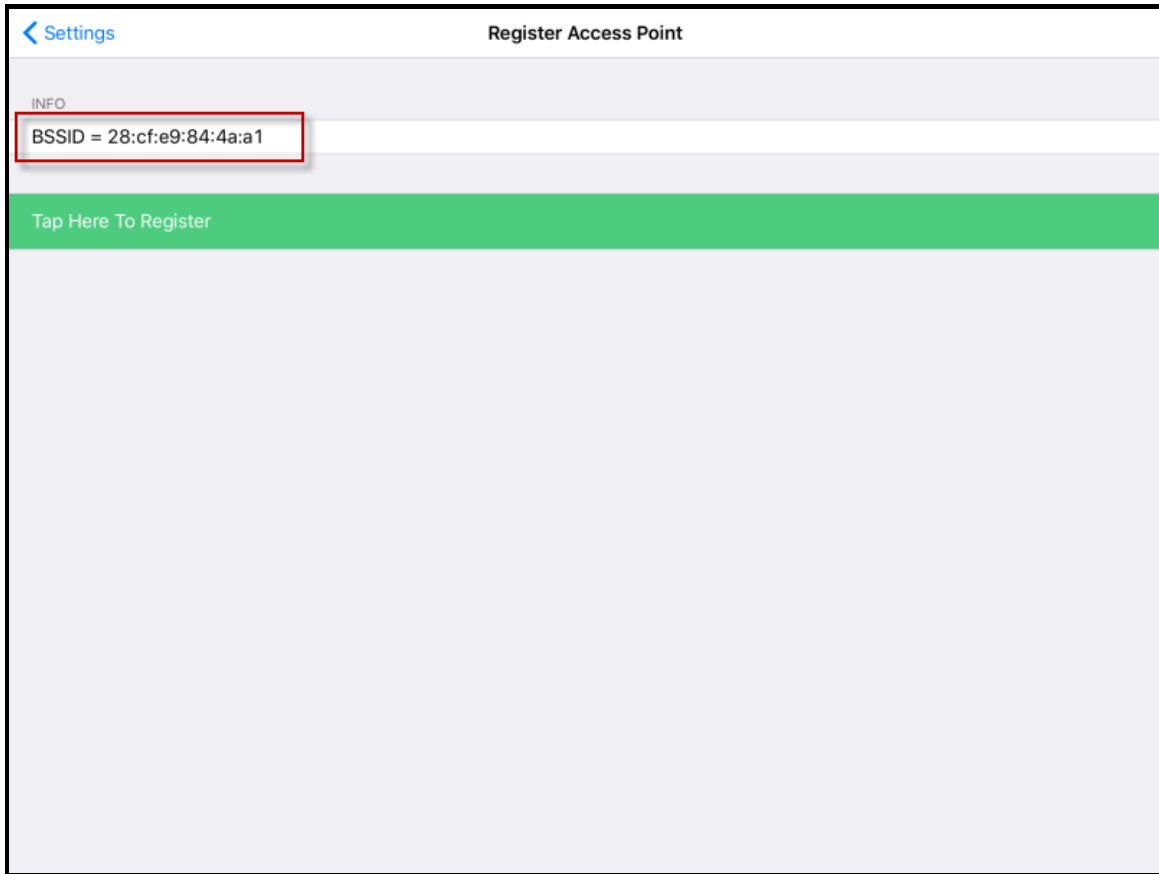 Settings
Register Access Point
INFO
BSSID = 28:cf:e9:84:4a:a1
Tap Here To Register